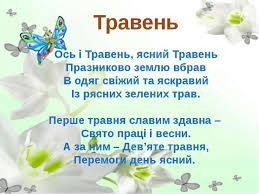 Травень
Ось і Травень, ясний Травень
Празниково землю вбрав
В одяг свіжий та яскравий
Із рясних зелених трав.
Перше травня славим здавна –
Свято праці і весни.
А за ним – Дев'яте травня,
Перемоги день ясний.